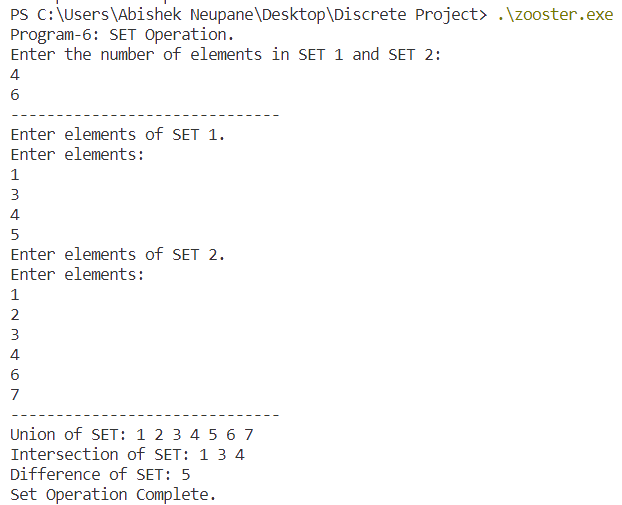 PS C:\Users\Abishek Neupane\Desktop\Discrete Project> .\zooster.exe
Program-6: SET Operation.
Enter the number of elements in SET 1 and SET 2:
4
6
------------------------------
Enter elements of SET 1.
Enter elements:
1
3
4
5
Enter elements of SET 2.
Enter elements:
1
2
3
4
6
7
------------------------------
Union of SET: 1 2 3 4 5 6 7
Intersection of SET: 1 3 4
Difference of SET: 5
Set Operation Complete.